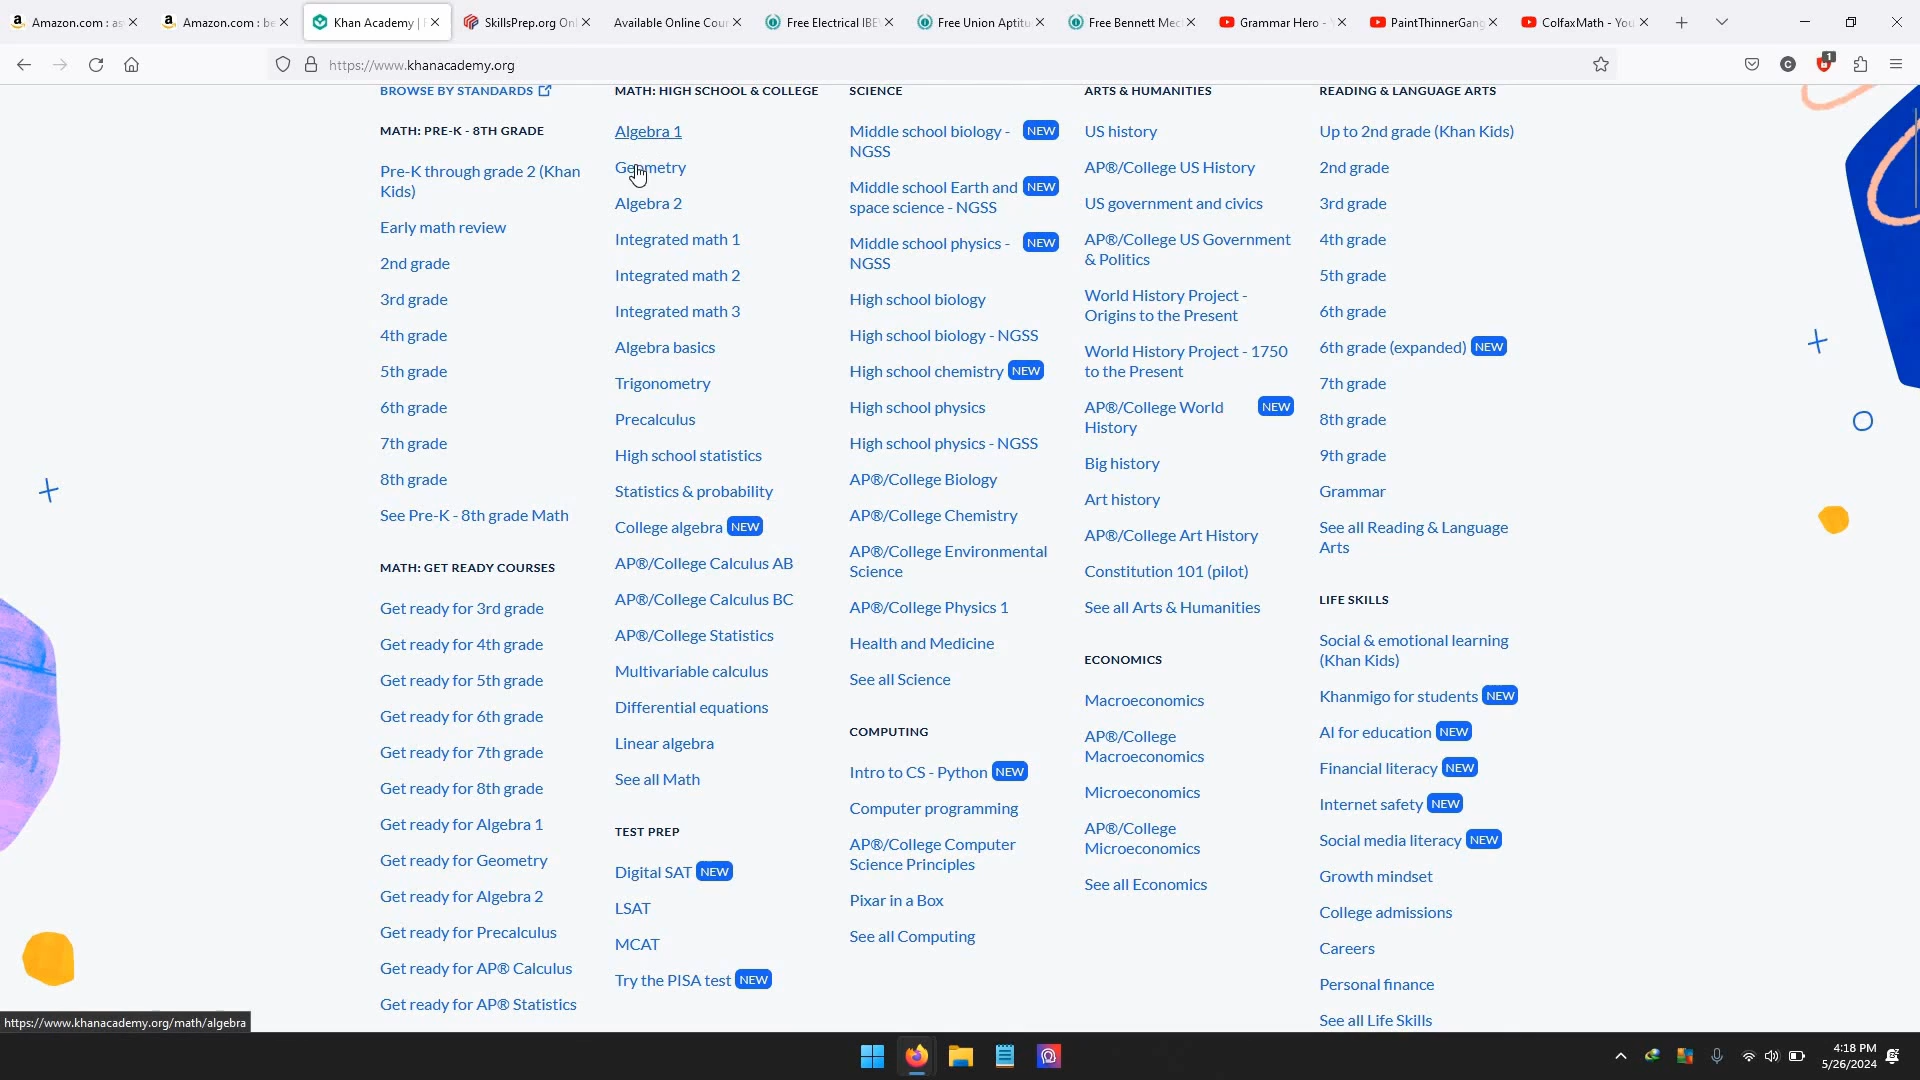 Amazon.com : as
Amazon.com : be
Khan Academy | F
SkillsPrep.org Onl
Available Online Cour
Free Electrical IBEW
Free Union Aptitu
Free Bennett Mec
Grammar Hero -
PaintThinnerGang
ColfaxMath - You
https://www.khanacademy.org
1
BROWSE BY STANDARDS
MATH: PRE-K - 8TH GRADE
Pre-K through grade 2 (Khan
Kids)
Early math review
2nd grade
3rd grade
4th grade
5th grade
6th grade
7th grade
8th grade
See Pre-K - 8th grade Math
MATH: GET READY COURSES
Get ready for 3rd grade
Get ready for 4th grade
Get ready for 5th grade
Get ready for 6th grade
Get ready for 7th grade
Get ready for 8th grade
Get ready for Algebra 1
Get ready for Geometry
Get ready for Algebra 2
Get ready for Precalculus
Get ready for AP® Calculus
Get ready for AP® Statistics
MATH: HIGH SCHOOL & COLLEGE
Algebra 1
Geometry
Algebra 2
Integrated math 1
Integrated math 2
Integrated math 3
Algebra basics
Trigonometry
Precalculus
High school statistics
Statistics & probability
College algebra NEW
AP®/College Calculus AB
AP®/College Calculus BC
AP®/College Statistics
Multivariable calculus
Differential equations
Linear algebra
See all Math
TEST PREP
Digital SAT NEW
LSAT
MCAT
Try the PISA test NEW
SCIENCE
Middle school biology - NEW
NGSS
Middle school Earth and NEW
space science - NGSS
Middle school physics - NEW
NGSS
High school biology
High school biology - NGSS
High school chemistry NEW
High school physics
High school physics - NGSS
AP®/College Biology
AP®/College Chemistry
AP®/College Environmental
Science
AP®/College Physics 1
Health and Medicine
See all Science
COMPUTING
Intro to CS - Python NEW
Computer programming
AP®/College Computer
Science Principles
Pixar in a Box
See all Computing
ARTS & HUMANITIES
US history
AP®/College US History
US government and civics
AP®/College US Government
& Politics
World History Project -
Origins to the Present
World History Project - 1750
to the Present
AP®/College World NEW
History
Big history
Art history
AP®/College Art History
Constitution 101 (pilot)
See all Arts & Humanities
ECONOMICS
Macroeconomics
AP®/College
Macroeconomics
Microeconomics
AP®/College
Microeconomics
See all Economics
READING & LANGUAGE ARTS
Up to 2nd grade (Khan Kids)
2nd grade
3rd grade
4th grade
5th grade
6th grade
6th grade (expanded) NEW
7th grade
8th grade
9th grade
Grammar
See all Reading & Language
Arts
LIFE SKILLS
Social & emotional learning
(Khan Kids)
Khanmigo for students NEW
AI for education NEW
Financial literacy NEW
Internet safety NEW
Social media literacy NEW
Growth mindset
College admissions
Careers
Personal finance
See all Life Skills
https://www.khanacademy.org/math/algebra
4:18 PM
5/26/2024